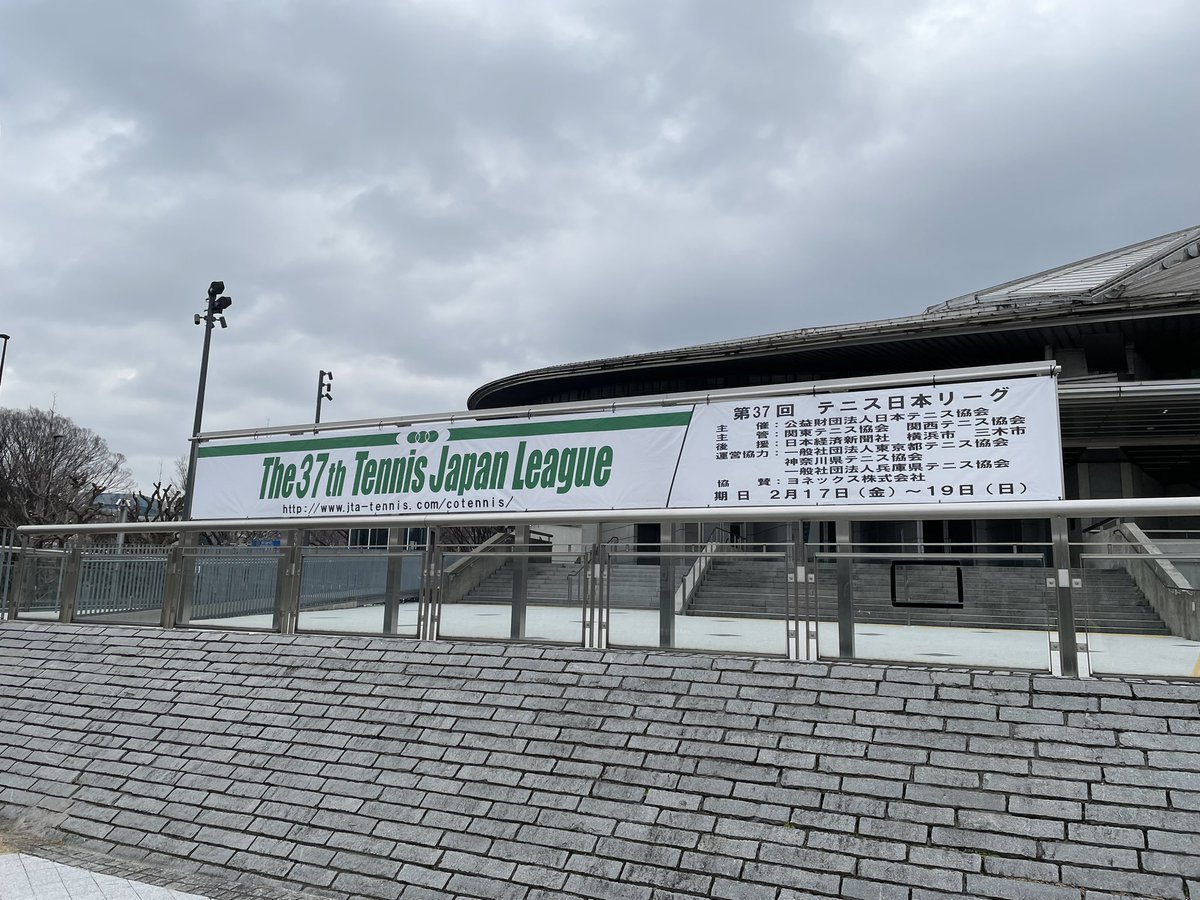 The 37th Tennis Japan League
http://www.jta-tennis.com/cotennis/
第37回 テニス日本リーグ
主 催：公益財団法人日本テニス協会
主 管：関東テニス協会 関西テニス協会
後 援：日本経済新聞社 横浜市 三木市
運営協力：一般社団法人東京都テニス協会
神奈川県テニス協会
一般社団法人兵庫県テニス協会
協 賛：ヨネックス株式会社
期日 2月17日（金）～19日（日）